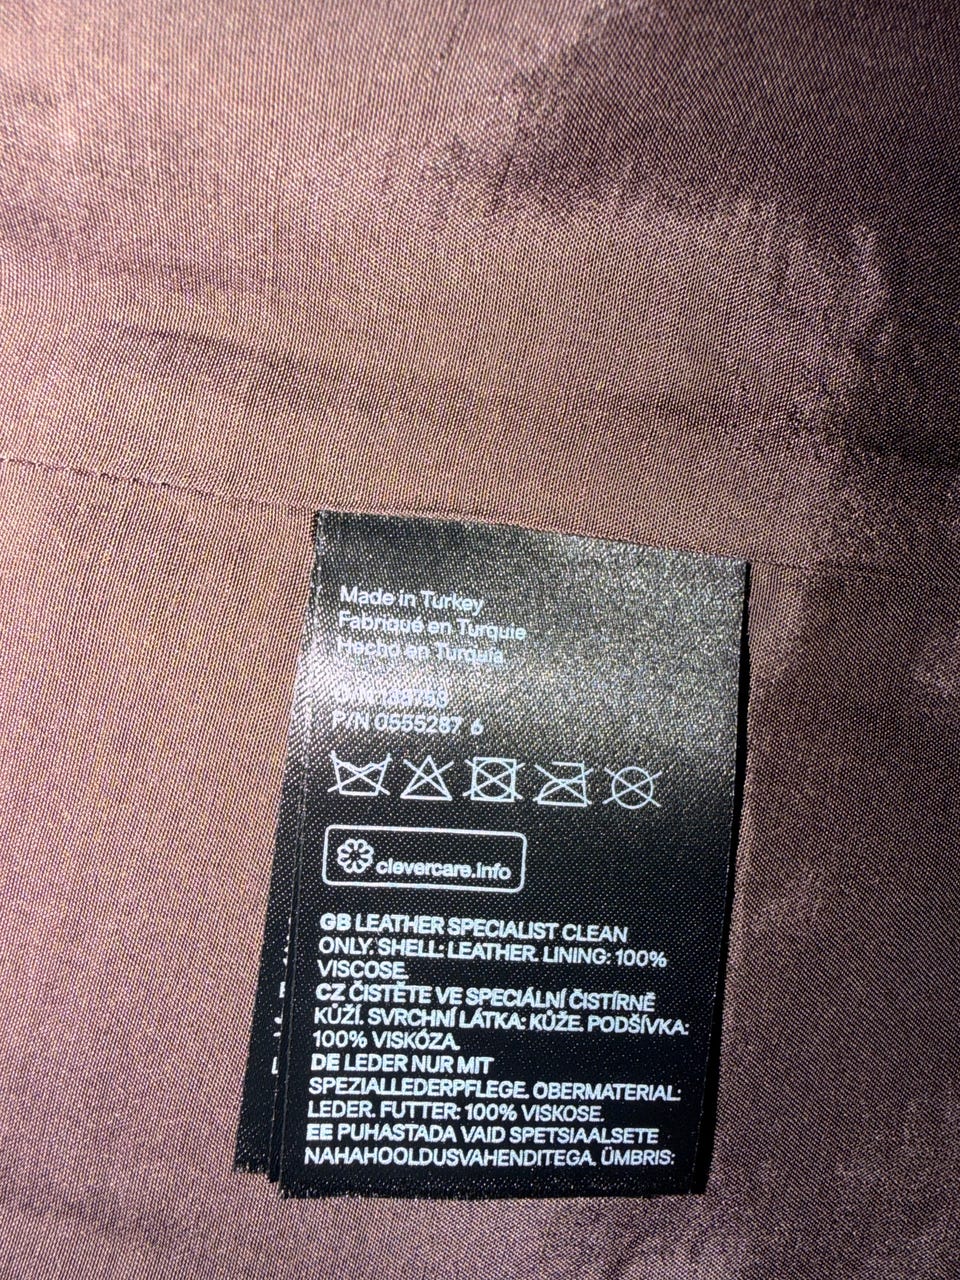 Made in Turkey
Fabriqué en Turquie
Hecho en Turquía
P/N 0555287 6
clevercare.info
GB LEATHER SPECIALIST CLEAN
ONLY. SHELL: LEATHER. LINING: 100%
VISCOSE.
CZ ČISTĚTE VE SPECIÁLNÍ ČISTÍRNĚ
KŮŽÍ. SVRCHNÍ LÁTKA: KŮŽE. PODŠÍVKA:
100% VISKÓZA.
DE LEDER NUR MIT
SPEZIALLEDERPFLEGE. OBERMATERIAL:
LEDER. FUTTER: 100% VISKOSE.
EE PUHASTADA VAID SPETSIAALSETE
NAHAHOOLDUSVAHENDITEGA. ÜMBRIS: